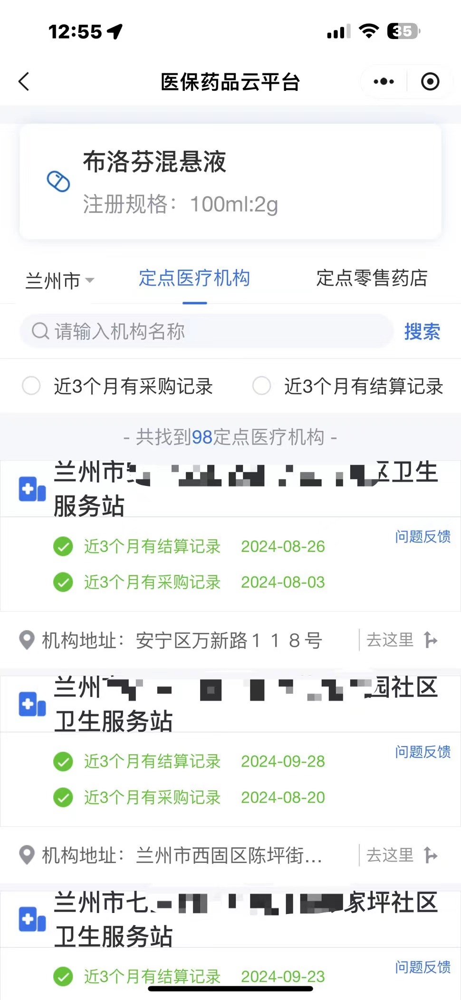 12:55
35
医保药品云平台
布洛芬混悬液
注册规格：100ml:2g
兰州市 定点医疗机构 定点零售药店
请输入机构名称 搜索
近3个月有采购记录 近3个月有结算记录
- 共找到98定点医疗机构 -
兰州市 区卫生
服务站
问题反馈
近3个月有结算记录 2024-08-26
近3个月有采购记录 2024-08-03
机构地址：安宁区万新路１１８号 去这里
兰州 园社区
卫生服务站
问题反馈
近3个月有结算记录 2024-09-28
近3个月有采购记录 2024-08-20
机构地址：兰州市西固区陈坪街... 去这里
兰州市七 家坪社区
卫生服务站
问题反馈
近3个月有结算记录 2024-09-23